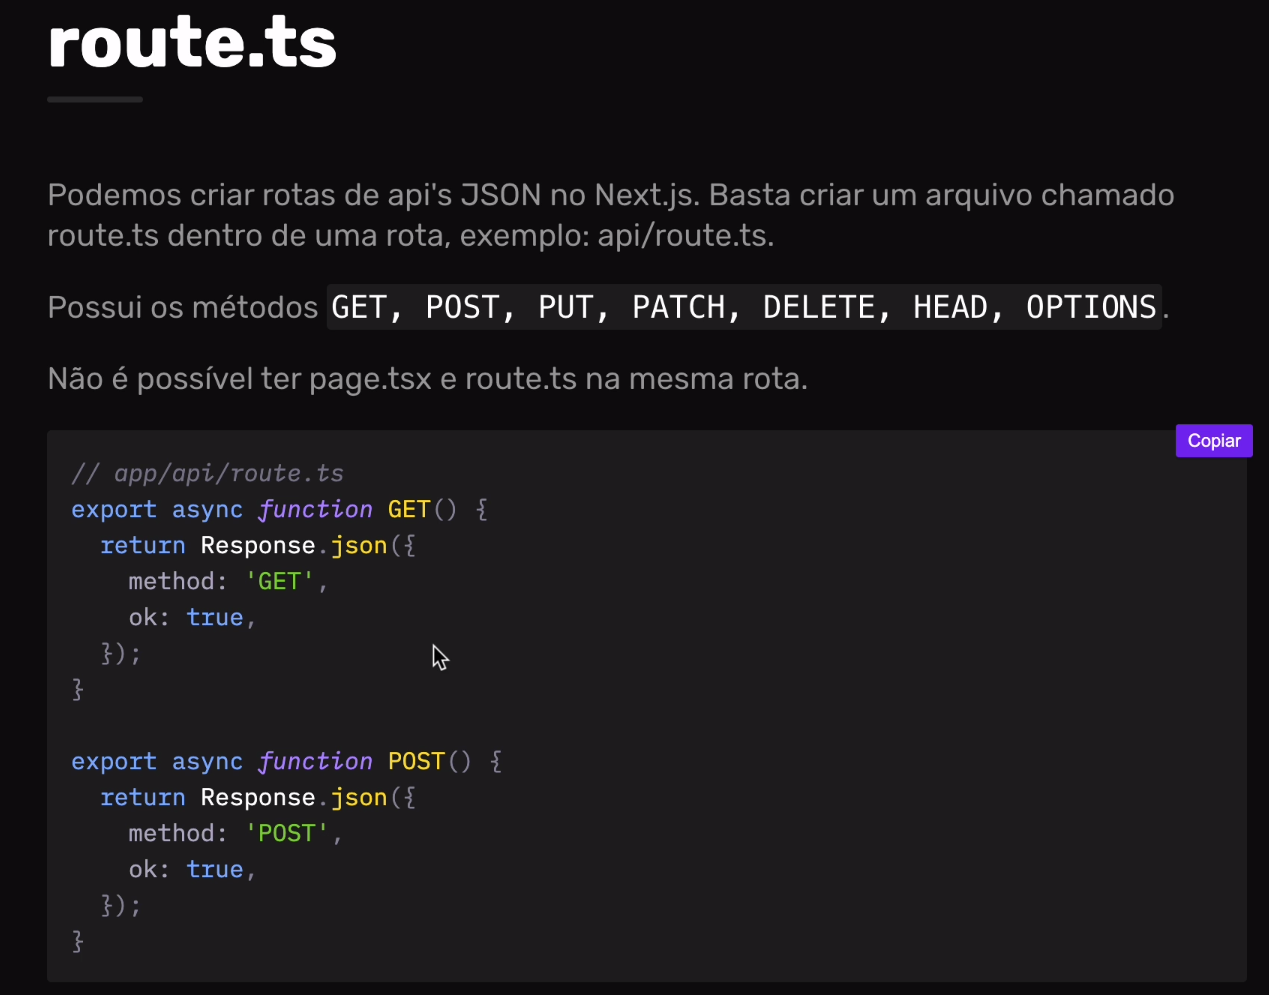 route.ts
Podemos criar rotas de api's JSON no Next.js. Basta criar um arquivo chamado
route.ts dentro de uma rota, exemplo: api/route.ts.
Possui os métodos GET, POST, PUT, PATCH, DELETE, HEAD, OPTIONS.
Não é possível ter page.tsx e route.ts na mesma rota.
Copiar
// app/api/route.ts
export async function GET() {
  return Response.json({
    method: 'GET',
    ok: true,
  });
}

export async function POST() {
  return Response.json({
    method: 'POST',
    ok: true,
  });
}